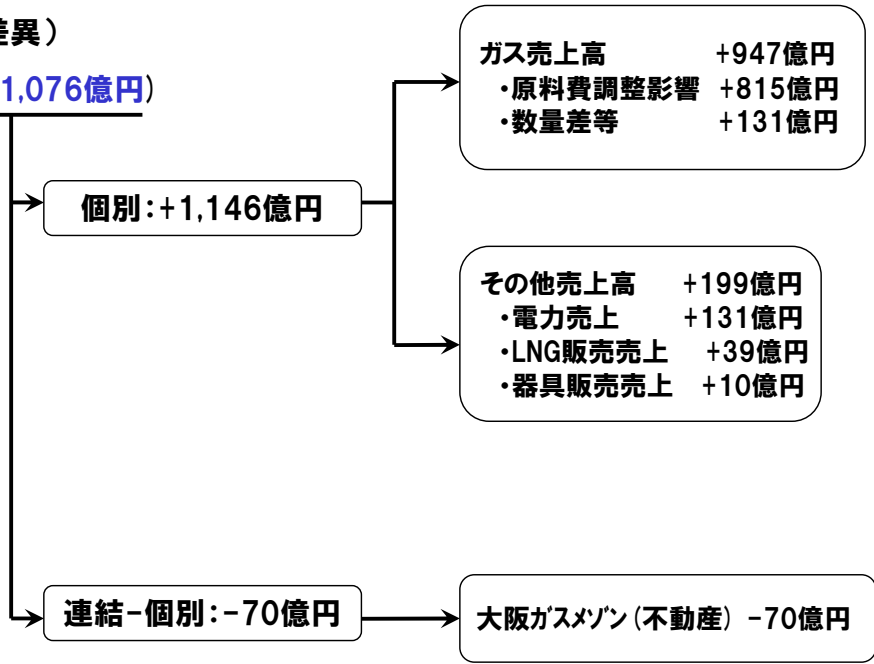 差異）
1,076億円）
ガス売上高 +947億円
・原料費調整影響 +815億円
・数量差等 +131億円
個別：+1,146億円
その他売上高 +199億円
・電力売上 +131億円
・LNG販売売上 +39億円
・器具販売売上 +10億円
連結-個別：-70億円
大阪ガスメゾン（不動産） -70億円